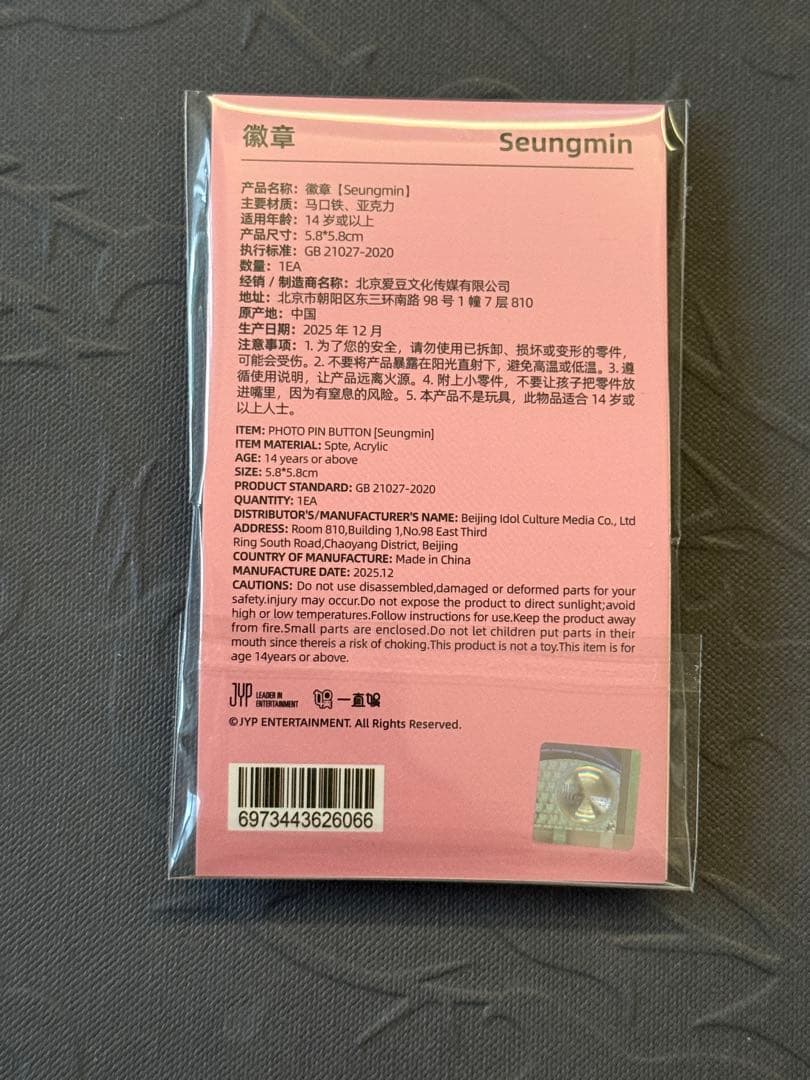 徽章 Seungmin
产品名称：徽章【Seungmin】
主要材质：马口铁、亚克力
适用年龄：14 岁或以上
产品尺寸：5.8*5.8cm
执行标准：GB 21027-2020
数量：1EA
经销 / 制造商名称：北京爱豆文化传媒有限公司
地址：北京市朝阳区东三环南路 98 号 1 幢 7 层 810
原产地：中国
生产日期：2025 年 12 月
注意事项：1. 为了您的安全，请勿使用已拆卸、损坏或变形的零件，
可能会受伤。2. 不要将产品暴露在阳光直射下，避免高温或低温。3. 遵
循使用说明，让产品远离火源。4. 附上小零件，不要让孩子把零件放
进嘴里，因为有窒息的风险。5. 本产品不是玩具，此物品适合 14 岁或
以上人士。
ITEM: PHOTO PIN BUTTON [Seungmin]
ITEM MATERIAL: Spte, Acrylic
AGE: 14 years or above
SIZE: 5.8*5.8cm
PRODUCT STANDARD: GB 21027-2020
QUANTITY: 1EA
DISTRIBUTOR'S/MANUFACTURER'S NAME: Beijing Idol Culture Media Co., Ltd
ADDRESS: Room 810,Building 1,No.98 East Third
Ring South Road,Chaoyang District, Beijing
COUNTRY OF MANUFACTURE: Made in China
MANUFACTURE DATE: 2025.12
CAUTIONS: Do not use disassembled,damaged or deformed parts for your
safety.injury may occur.Do not expose the product to direct sunlight;avoid
high or low temperatures.Follow instructions for use.Keep the product away
from fire.Small parts are enclosed.Do not let children put parts in their
mouth since thereis a risk of choking.This product is not a toy.This item is for
age 14years or above.
JYP LEADER IN ENTERTAINMENT 一直娱
©JYP ENTERTAINMENT. All Rights Reserved.
6973443626066